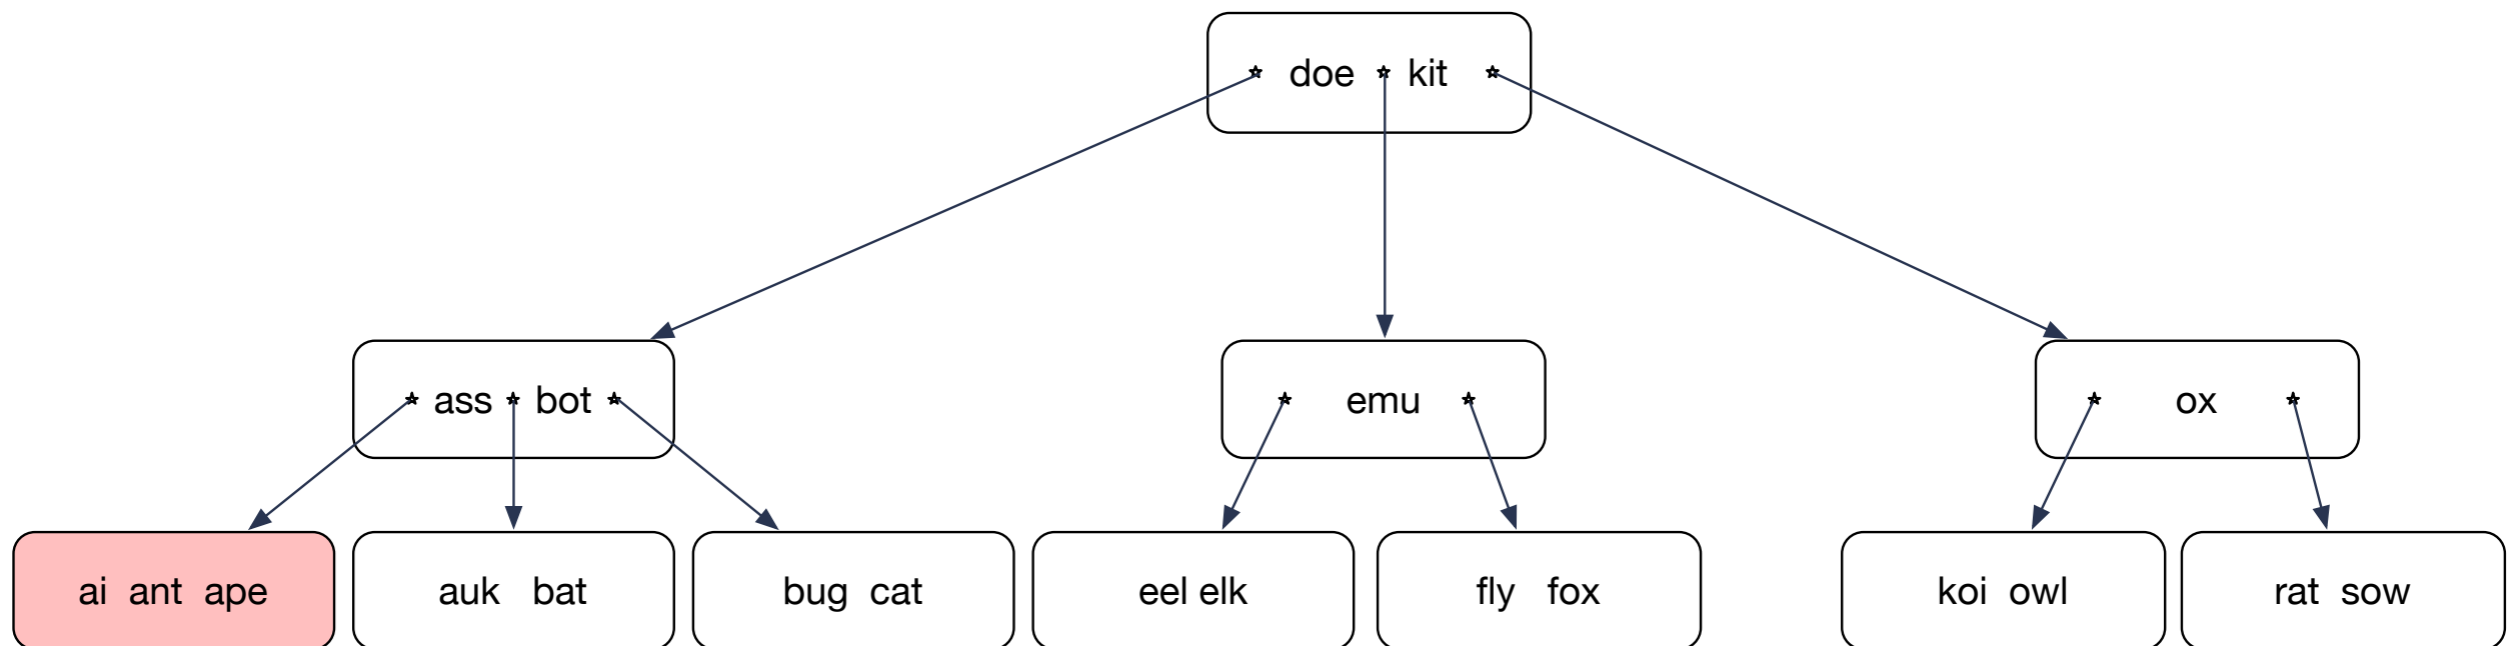 doe kit
ass bot
emu
ox
ai ant ape
auk bat
bug cat
eel elk
fly fox
koi owl
rat sow